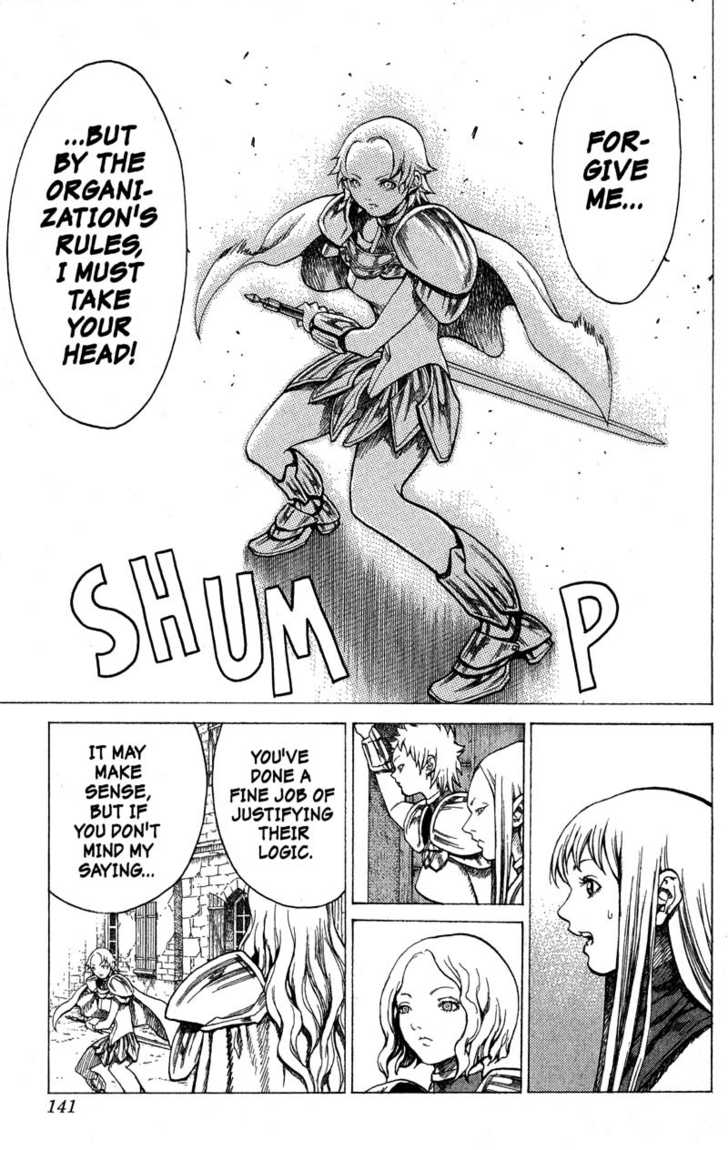 FOR-
GIVE
ME...
...BUT
BY THE
ORGANI-
ZATION'S
RULES,
I MUST
TAKE
YOUR
HEAD!
SHUMP
YOU'VE
DONE A
FINE JOB OF
JUSTIFYING
THEIR
LOGIC.
IT MAY
MAKE
SENSE,
BUT IF
YOU DON'T
MIND MY
SAYING...
141